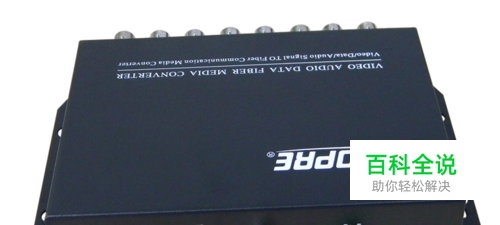 OPRE®
VIDEO AUDIO DATA FIBER MEDIA CONVERTER
Video/Data/Audio Signal TO Fiber Communication Media Converter
百科全说
助你轻松解决